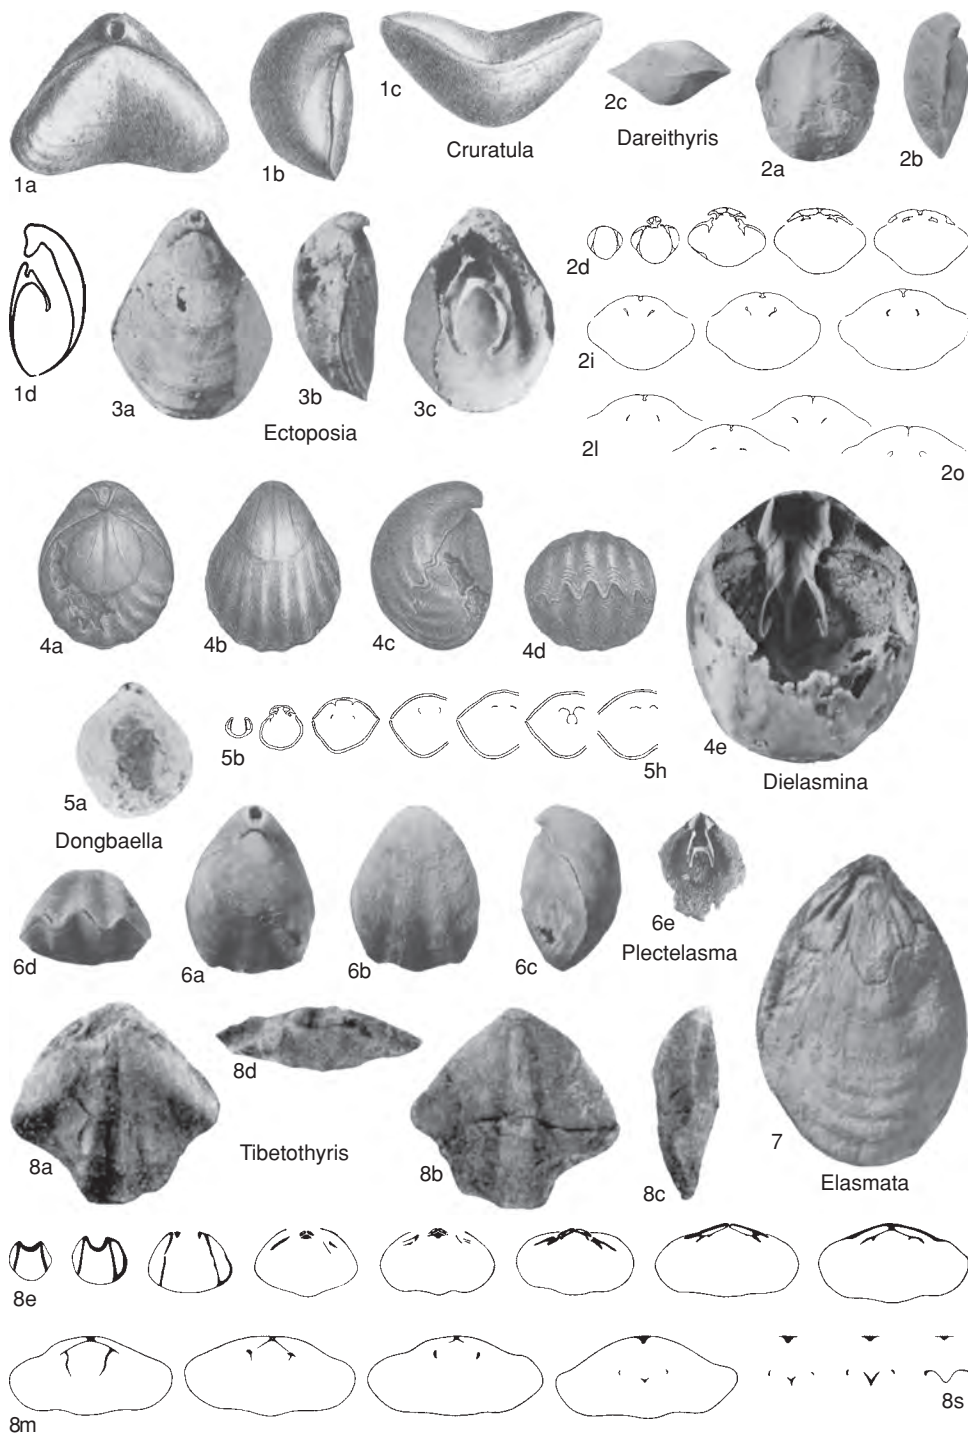 1a
1b
1c
Cruratula
2c
Dareithyris
2a
2b
1d
3a
3b
3c
Ectoposia
2d
2i
2l
2o
4a
4b
4c
4d
4e
Dielasmina
5a
Dongbaella
5b
5h
6d
6a
6b
6c
6e
Plectelasma
7
Elasmata
8a
8d
Tibetothyris
8b
8c
8e
8m
8s